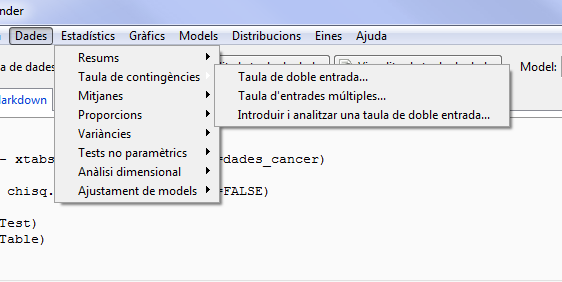 nder
Dades Estadístics Gràfics Models Distribucions Eines Ajuda
a de dades
Model:
arkdown
Resums
Taula de contingències
Mitjanes
Proporcions
Variàncies
Tests no paramètrics
Anàlisi dimensional
Ajustament de models
Taula de doble entrada...
Taula d'entrades múltiples...
Introduir i analitzar una taula de doble entrada...
- xtabs =dades_cancer)
chisq. =FALSE)
Test)
Table)